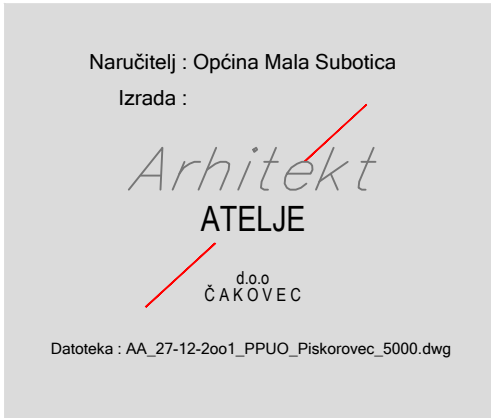 Naručitelj : Općina Mala Subotica
Izrada :
Arhitekt
ATELJE
d.o.o
ČAKOVEC
Datoteka : AA_27-12-2oo1_PPUO_Piskorovec_5000.dwg